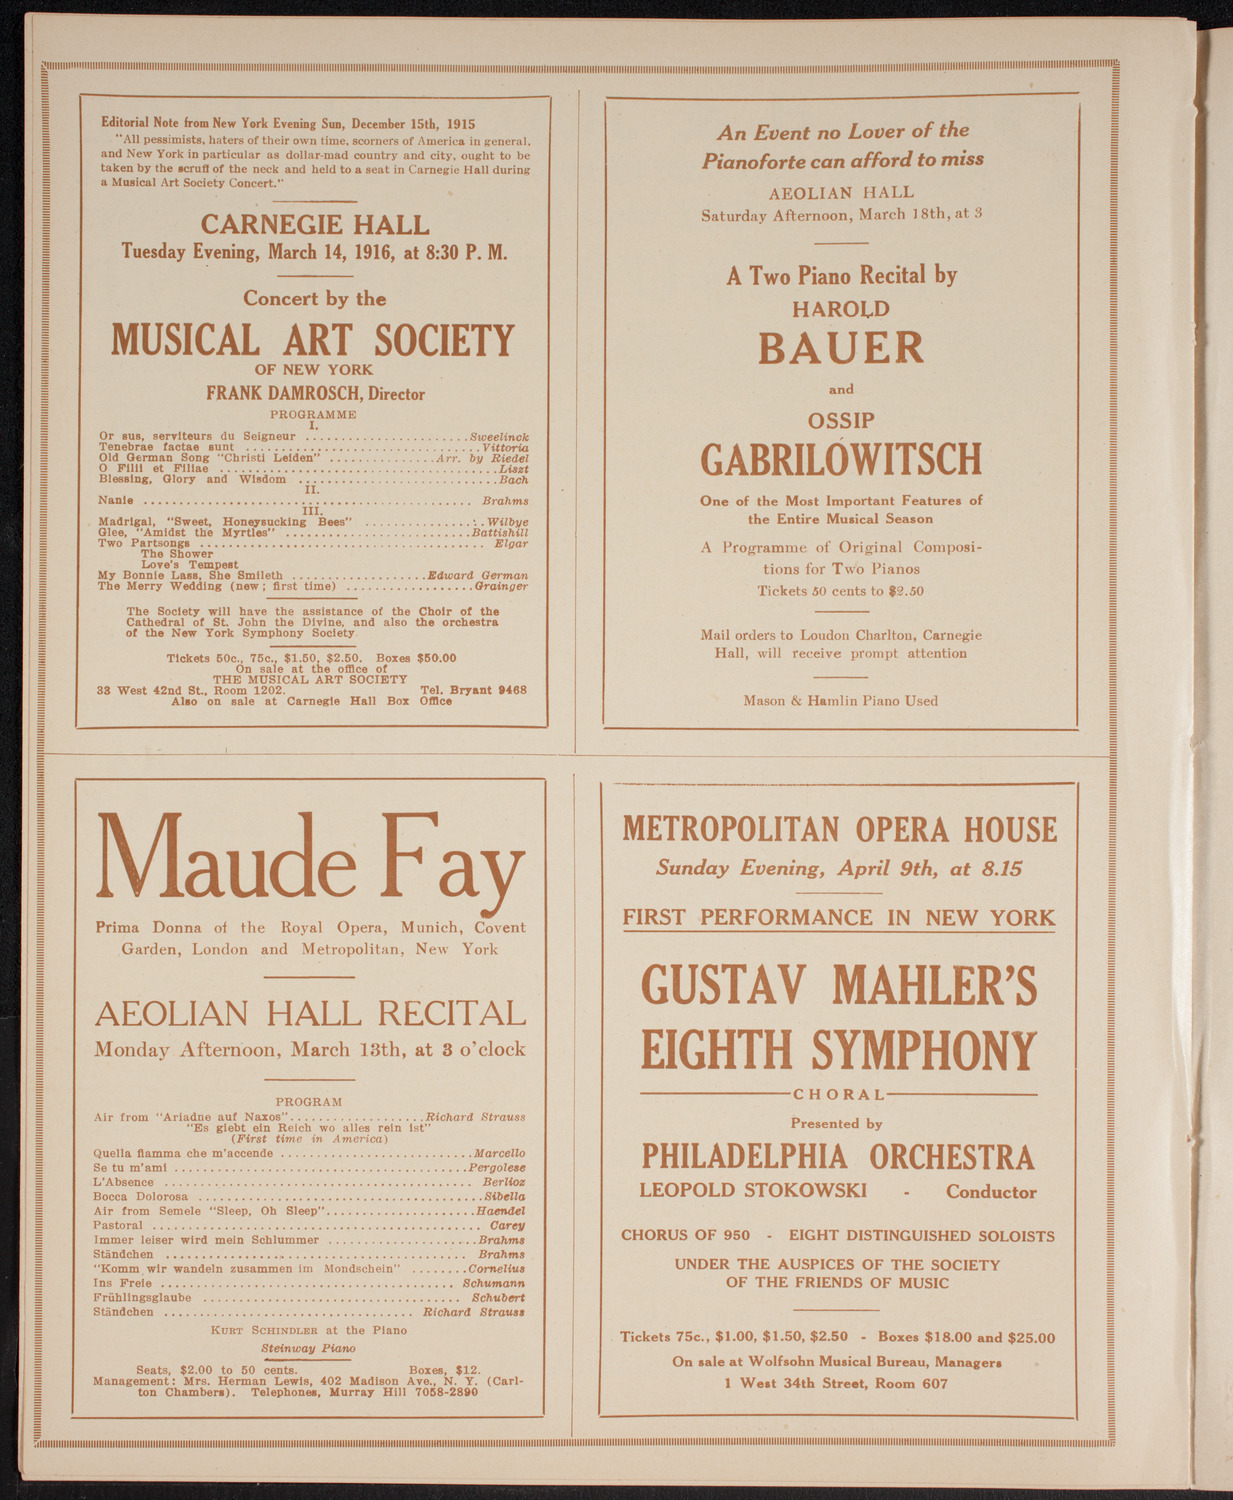 Editorial Note from New York Evening Sun, December 15th, 1915
"All pessimists, haters of their own time, scorners of America in general,
and New York in particular as dollar-mad country and city, ought to be
taken by the scruff of the neck and held to a seat in Carnegie Hall during
a Musical Art Society Concert."
CARNEGIE HALL
Tuesday Evening, March 14, 1916, at 8:30 P. M.
Concert by the
MUSICAL ART SOCIETY
OF NEW YORK
FRANK DAMROSCH, Director
PROGRAMME
I.
Or sus, serviteurs du Seigneur ....................... Sweelinck
Tenebrae factae sunt ................................. Vittoria
Old German Song "Christi Leiden" ............... Arr. by Riedel
O Filii et Filiae ....................................... Liszt
Blessing, Glory and Wisdom ............................ Bach
II.
Nanie .............................................. Brahms
III.
Madrigal, "Sweet, Honeysucking Bees" ................. Wilbye
Glee, "Amidst the Myrtles" .......................... Battishill
Two Partsongs ........................................ Elgar
The Shower
Love's Tempest
My Bonnie Lass, She Smileth ................... Edward German
The Merry Wedding (new; first time) .................. Grainger
The Society will have the assistance of the Choir of the
Cathedral of St. John the Divine, and also the orchestra
of the New York Symphony Society.
Tickets 50c., 75c., $1.50, $2.50. Boxes $50.00
On sale at the office of
THE MUSICAL ART SOCIETY
33 West 42nd St., Room 1202. Tel. Bryant 9468
Also on sale at Carnegie Hall Box Office
An Event no Lover of the
Pianoforte can afford to miss
AEOLIAN HALL
Saturday Afternoon, March 18th, at 3
A Two Piano Recital by
HAROLD
BAUER
and
OSSIP
GABRILOWITSCH
One of the Most Important Features of
the Entire Musical Season
A Programme of Original Composi-
tions for Two Pianos
Tickets 50 cents to $2.50
Mail orders to Loudon Charlton, Carnegie
Hall, will receive prompt attention
Mason & Hamlin Piano Used
Maude Fay
Prima Donna of the Royal Opera, Munich, Covent
Garden, London and Metropolitan, New York
AEOLIAN HALL RECITAL
Monday Afternoon, March 13th, at 3 o'clock
PROGRAM
Air from "Ariadne auf Naxos" ................... Richard Strauss
"Es giebt ein Reich wo alles rein ist"
(First time in America)
Quella fiamma che m'accende ........................... Marcello
Se tu m'ami ......................................... Pergolese
L'Absence ........................................... Berlioz
Bocca Dolorosa ....................................... Sibella
Air from Semele "Sleep, Oh Sleep" ..................... Haendel
Pastoral .............................................. Carey
Immer leiser wird mein Schlummer ..................... Brahms
Ständchen .......................................... Brahms
"Komm wir wandeln zusammen im Mondschein" ........ Cornelius
Ins Freie ......................................... Schumann
Frühlingsglaube .................................... Schubert
Ständchen ............................... Richard Strauss
KURT SCHINDLER at the Piano
Steinway Piano
Seats, $2.00 to 50 cents. Boxes, $12.
Management: Mrs. Herman Lewis, 402 Madison Ave., N. Y. (Carl-
ton Chambers). Telephones, Murray Hill 7058-2890
METROPOLITAN OPERA HOUSE
Sunday Evening, April 9th, at 8.15
FIRST PERFORMANCE IN NEW YORK
GUSTAV MAHLER'S
EIGHTH SYMPHONY
CHORAL
Presented by
PHILADELPHIA ORCHESTRA
LEOPOLD STOKOWSKI - Conductor
CHORUS OF 950 - EIGHT DISTINGUISHED SOLOISTS
UNDER THE AUSPICES OF THE SOCIETY
OF THE FRIENDS OF MUSIC
Tickets 75c., $1.00, $1.50, $2.50 - Boxes $18.00 and $25.00
On sale at Wolfsohn Musical Bureau, Managers
1 West 34th Street, Room 607